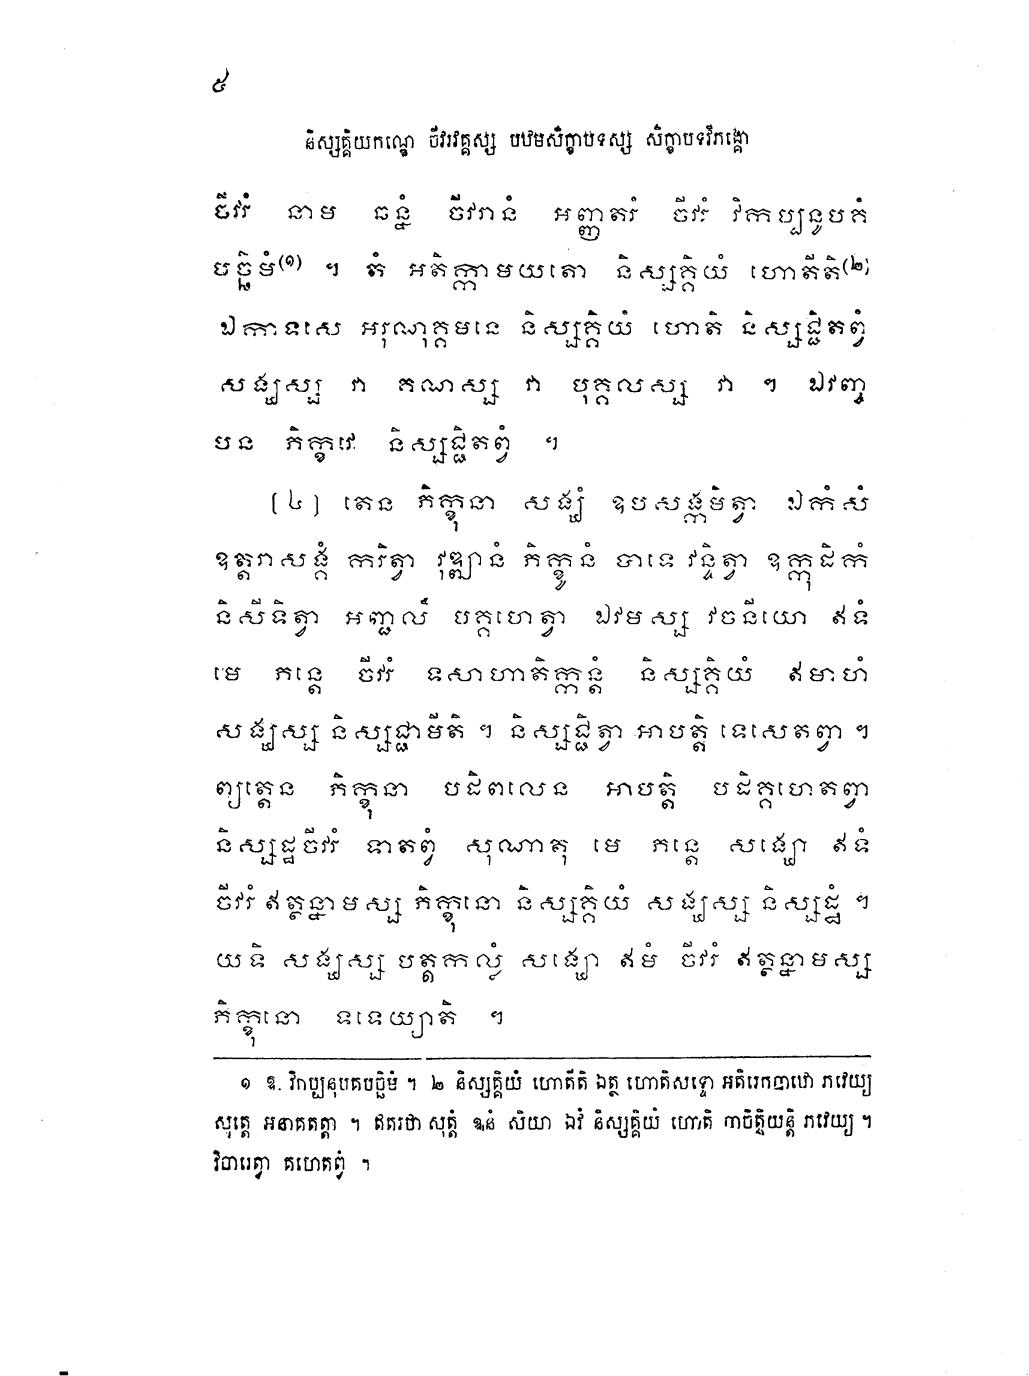 ៥
និស្សគ្គិយកណ្ឌេ ចីវរវគ្គស្ស បឋមសិក្ខាបទស្ស សិក្ខាបទវិភង្គោ
ចីវរំ នាម ឆន្នំ ចីវរានំ អញ្ញតរំ ចីវរំ វិកប្បនូបគំ
បច្ឆិមំ(១) ។ តំ អតិក្កាមយតោ និស្សគ្គិយំ ហោតីតិ(២)
ឯកាទសេ អរុណុគ្គមនេ និស្សគ្គិយំ ហោតិ និស្សជ្ជិតព្វំ
សង្ឃស្ស វា គណស្ស វា បុគ្គលស្ស វា ។ ឯវញ្ច
បន ភិក្ខវេ និស្សជ្ជិតព្វំ ។
[៤] តេន ភិក្ខុនា សង្ឃំ ឧបសង្កមិត្វា ឯកំសំ
ឧត្តរាសង្គំ ករិត្វា វុឌ្ឍានំ ភិក្ខូនំ បាទេ វន្ទិត្វា ឧក្កុដិកំ
និសីទិត្វា អញ្ជលឹ បគ្គហេត្វា ឯវមស្ស វចនីយោ ឥទំ
មេ ភន្តេ ចីវរំ ទសាហាតិក្កន្តំ និស្សគ្គិយំ ឥមាហំ
សង្ឃស្ស និស្សជ្ជាមីតិ ។ និស្សជ្ជិត្វា អាបត្តិ ទេសេតព្វា ។
ព្យត្តេន ភិក្ខុនា បដិពលេន អាបត្តិ បដិគ្គហេតព្វា
និស្សដ្ឋចីវរំ ទាតព្វំ សុណាតុ មេ ភន្តេ សង្ឃោ ឥទំ
ចីវរំ ឥត្ថន្នាមស្ស ភិក្ខុនោ និស្សគ្គិយំ សង្ឃស្ស និស្សដ្ឋំ ។
យទិ សង្ឃស្ស បត្តកល្លំ សង្ឃោ ឥមំ ចីវរំ ឥត្ថន្នាមស្ស
ភិក្ខុនោ ទទេយ្យាតិ ។
១ ឱ. វិកប្បនុបគបច្ឆិមំ ។ ២ និស្សគ្គិយំ ហោតីតិ ឯត្ថ ហោតិសទ្ទោ អតិរេកបាឋោ ភវេយ្យ
សុត្តេ អនាគតត្តា ។ ឥតរថា សុត្តំ ឩនំ សិយា ឯវំ និស្សគ្គិយំ ហោតិ កាចិត្តិយន្តិ ភវេយ្យ ។
វិចារេត្វា គហេតព្វំ ។